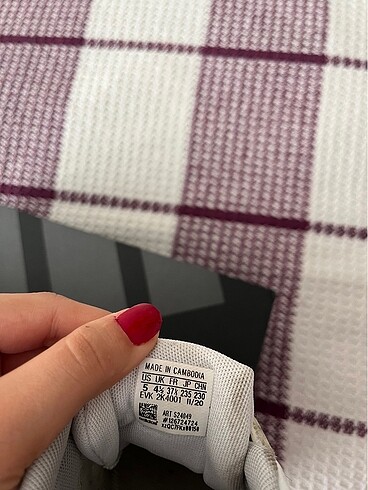 MADE IN CAMBODIA
US UK FR JP CHN
5 4½ 37⅓ 235 230
EVK 2K4001 11/20
ART S24049
#126724724